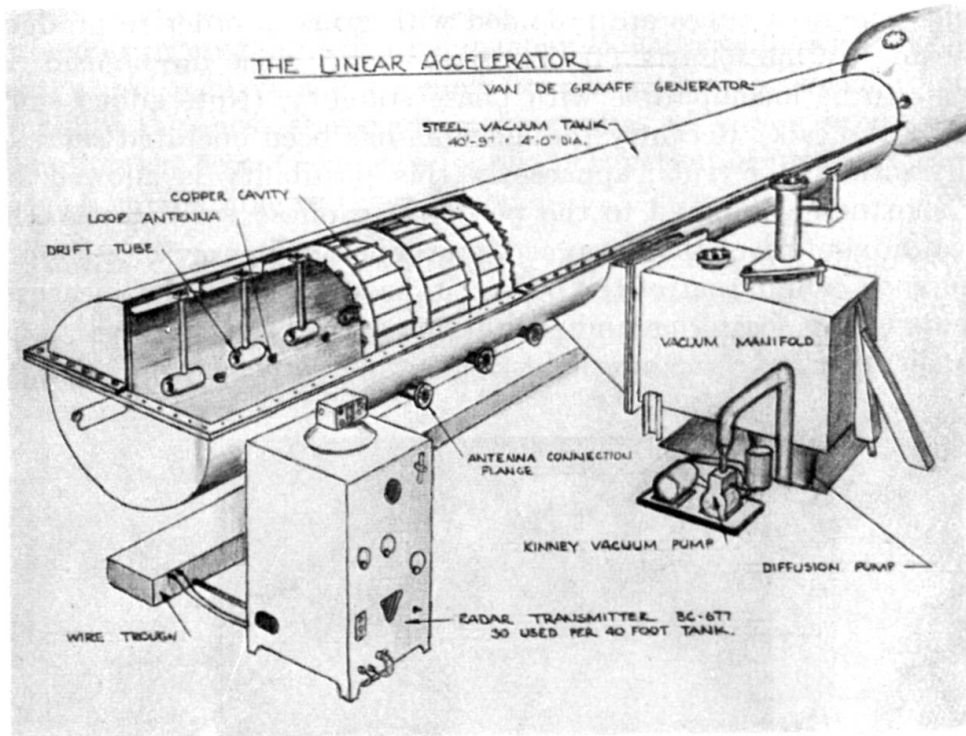 THE LINEAR ACCELERATOR
VAN DE GRAAFF GENERATOR
STEEL VACUUM TANK
40'-9" 4'-0" DIA.
COPPER CAVITY
LOOP ANTENNA
DRIFT TUBE
VACUUM MANIFOLD
ANTENNA CONNECTION
FLANGE
KINNEY VACUUM PUMP
DIFFUSION PUMP
WIRE TROUGH
RADAR TRANSMITTER
30 USED PER 40 FOOT TANK.